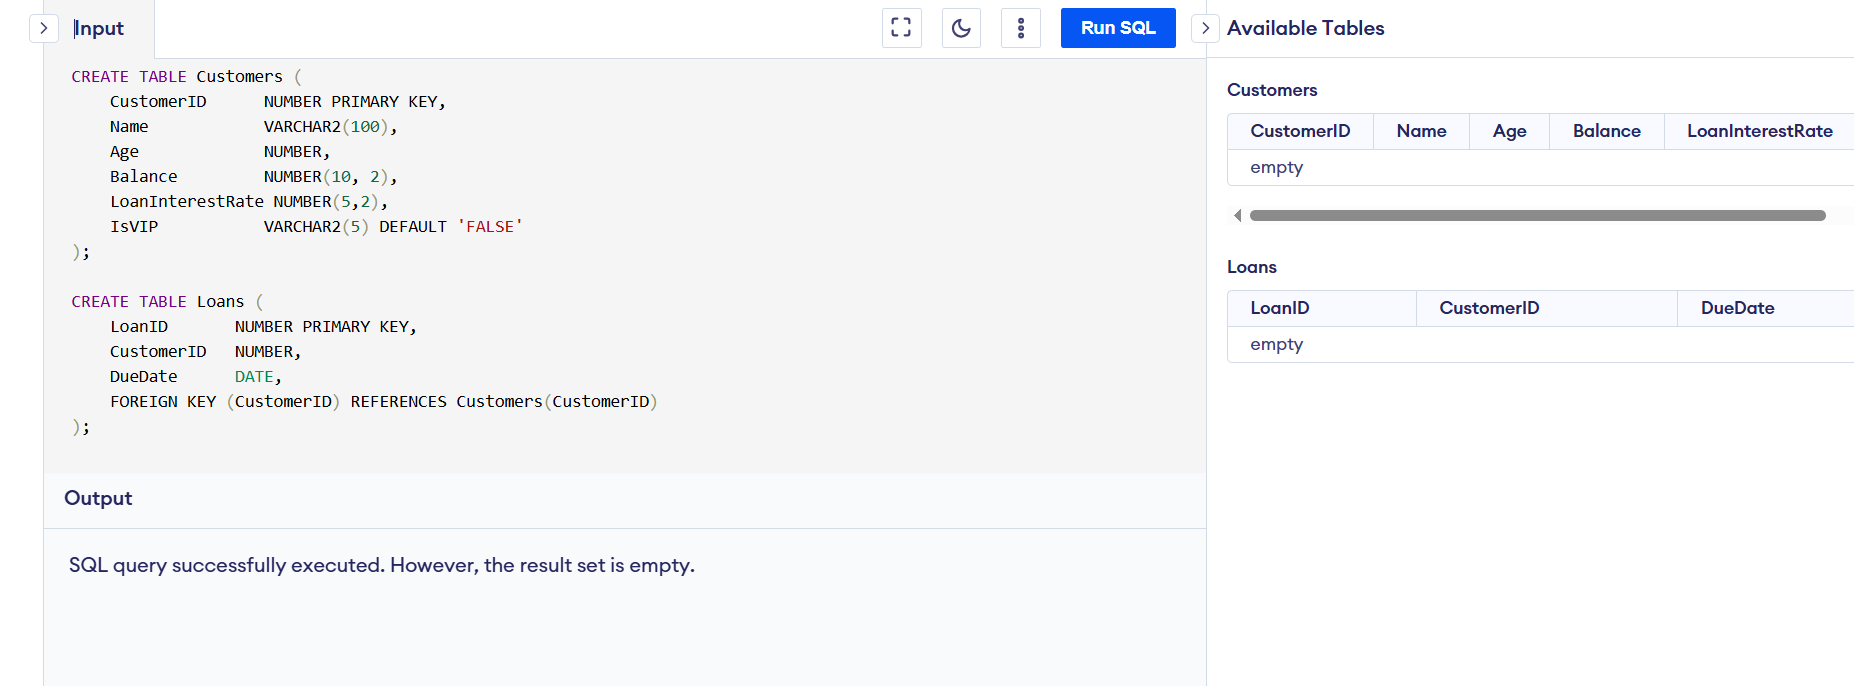 Input
Run SQL
CREATE TABLE Customers (
    CustomerID      NUMBER PRIMARY KEY,
    Name            VARCHAR2(100),
    Age             NUMBER,
    Balance         NUMBER(10, 2),
    LoanInterestRate NUMBER(5,2),
    IsVIP           VARCHAR2(5) DEFAULT 'FALSE'
);
CREATE TABLE Loans (
    LoanID       NUMBER PRIMARY KEY,
    CustomerID   NUMBER,
    DueDate      DATE,
    FOREIGN KEY (CustomerID) REFERENCES Customers(CustomerID)
);
Output
SQL query successfully executed. However, the result set is empty.
Available Tables
Customers
CustomerID Name Age Balance LoanInterestRate
empty
Loans
LoanID CustomerID DueDate
empty